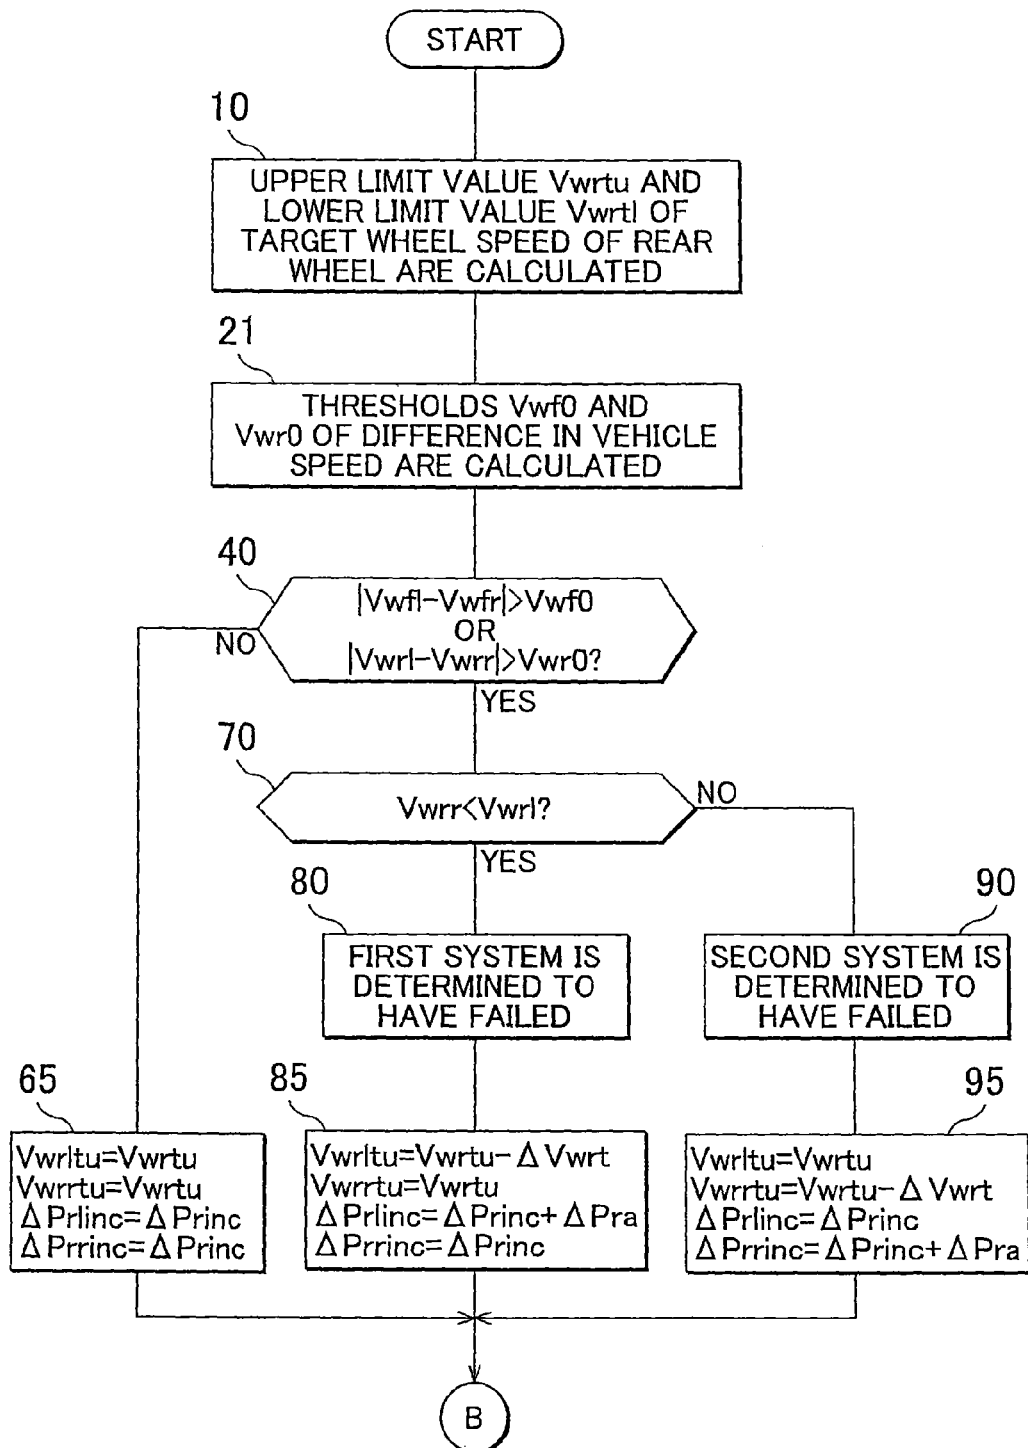 START
10
UPPER LIMIT VALUE Vwrtu AND
LOWER LIMIT VALUE Vwrtl OF
TARGET WHEEL SPEED OF REAR
WHEEL ARE CALCULATED
21
THRESHOLDS Vwf0 AND
Vwr0 OF DIFFERENCE IN VEHICLE
SPEED ARE CALCULATED
40
|Vwfl-Vwfr|>Vwf0
OR
|Vwrl-Vwrr|>Vwr0?
NO
YES
70
Vwrr<Vwrl?
NO
YES
80
FIRST SYSTEM IS
DETERMINED TO
HAVE FAILED
90
SECOND SYSTEM IS
DETERMINED TO
HAVE FAILED
65
Vwrltu=Vwrtu
Vwrrtu=Vwrtu
ΔPrlinc=ΔPrinc
ΔPrrinc=ΔPrinc
85
Vwrltu=Vwrtu-ΔVwrt
Vwrrtu=Vwrtu
ΔPrlinc=ΔPrinc+ΔPra
ΔPrrinc=ΔPrinc
95
Vwrltu=Vwrtu
Vwrrtu=Vwrtu-ΔVwrt
ΔPrlinc=ΔPrinc
ΔPrrinc=ΔPrinc+ΔPra
B